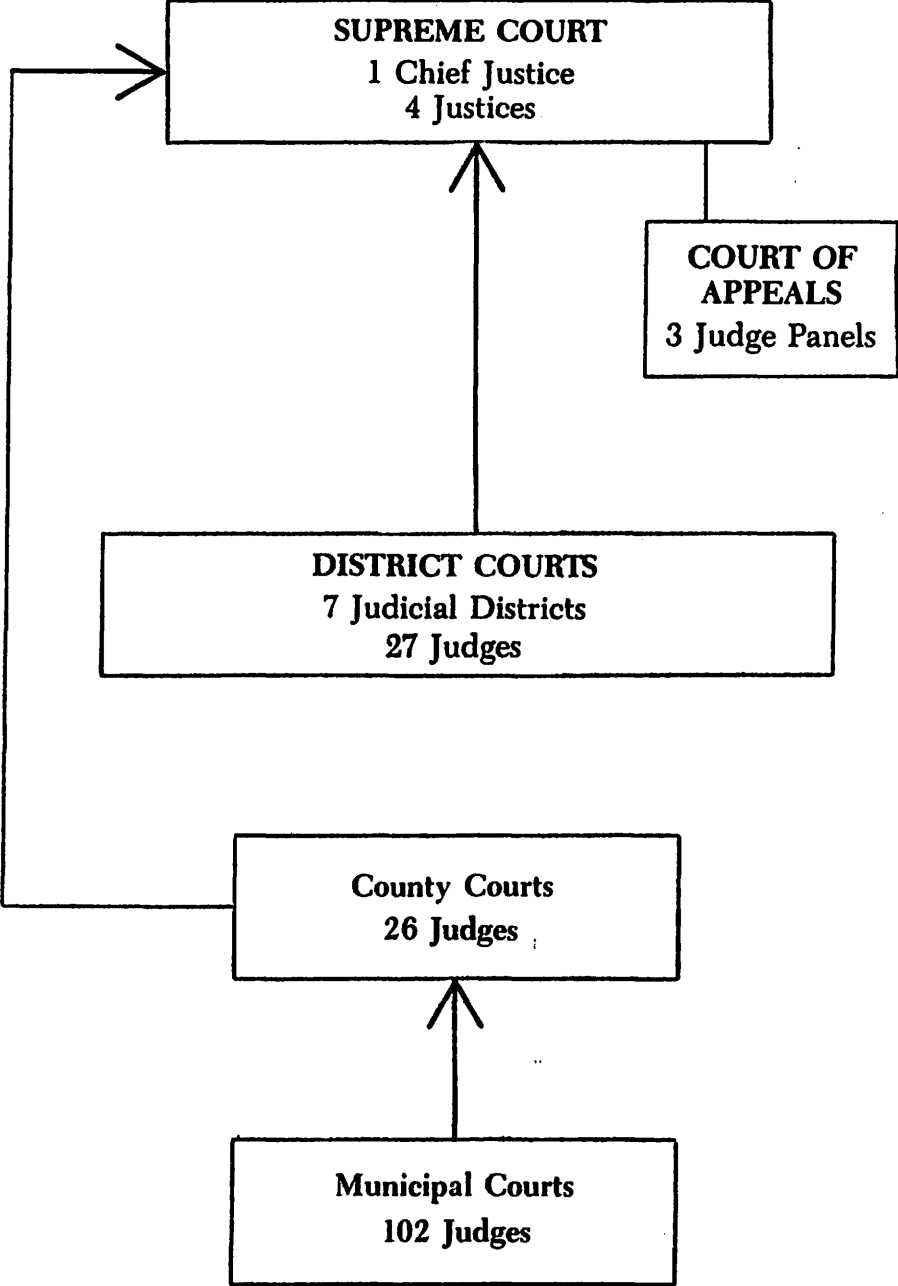 SUPREME COURT
1 Chief Justice
4 Justices
COURT OF
APPEALS
3 Judge Panels
DISTRICT COURTS
7 Judicial Districts
27 Judges
County Courts
26 Judges
Municipal Courts
102 Judges